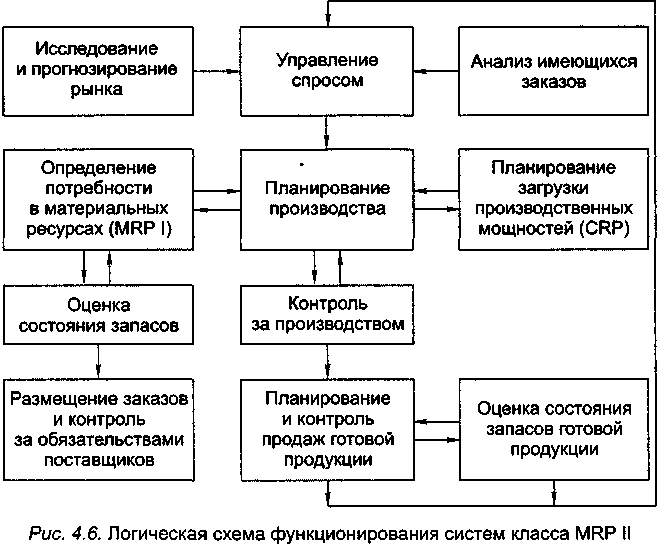 Исследование
и прогнозирование
рынка
Управление
спросом
Анализ имеющихся
заказов
Определение
потребности
в материальных
ресурсах (MRP I)
Планирование
производства
Планирование
загрузки
производственных
мощностей (CRP)
Оценка
состояния запасов
Контроль
за производством
Размещение заказов
и контроль
за обязательствами
поставщиков
Планирование
и контроль
продаж готовой
продукции
Оценка состояния
запасов готовой
продукции
Рис. 4.6. Логическая схема функционирования систем класса MRP II